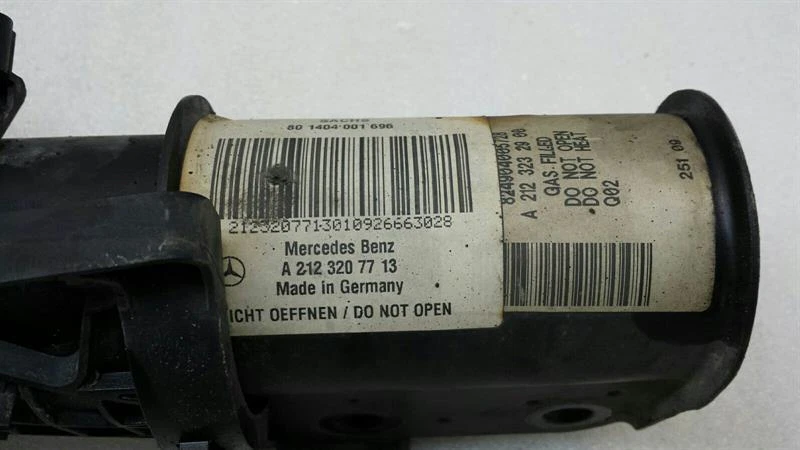 SACHS
80 1404 001 696
2123207713010926663028
Mercedes Benz
A 212 320 77 13
Made in Germany
ICHT OEFFNEN / DO NOT OPEN
A 212 323 29 00
GAS-FILLED
DO NOT OPEN
DO NOT HEAT
Q02
251 09